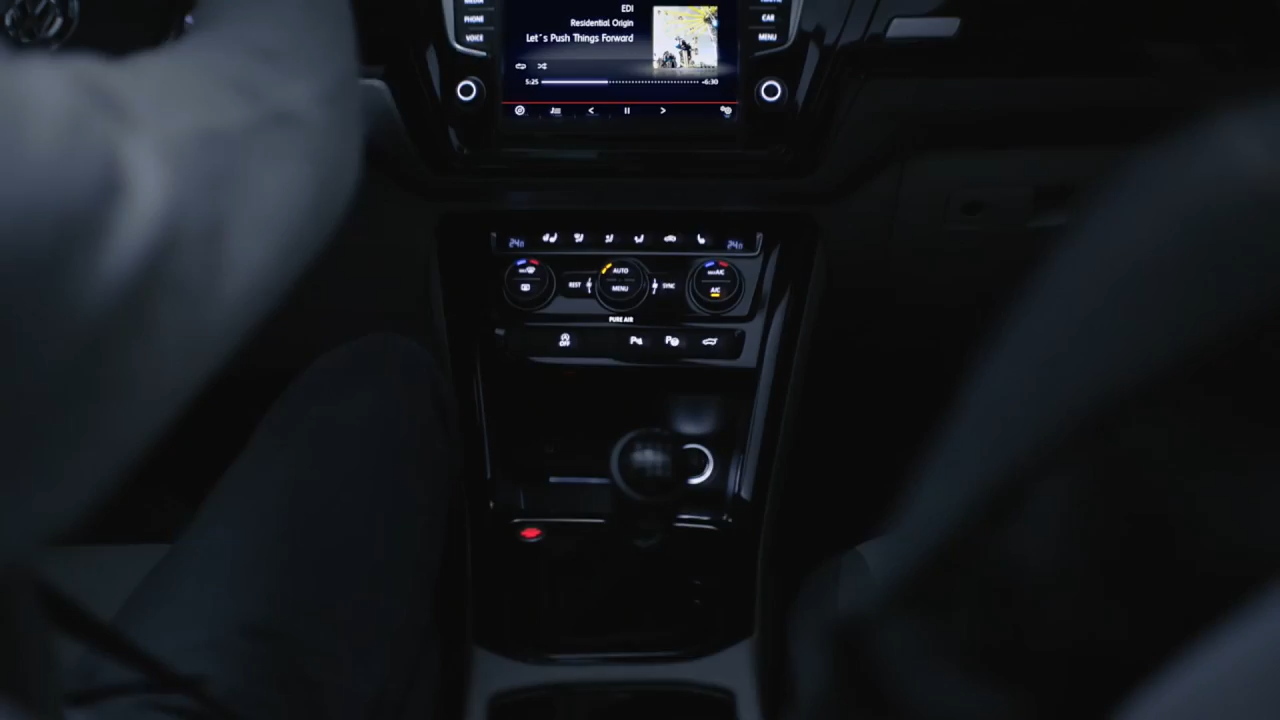 EDI
PHONE
Residential Origin
CAR
VOICE
Let´s Push Things Forward
MENU
5:25
-6:30
24.0
24.0
AUTO
A/C
REST
MENU
SYNC
A/C
PURE AIR
OFF